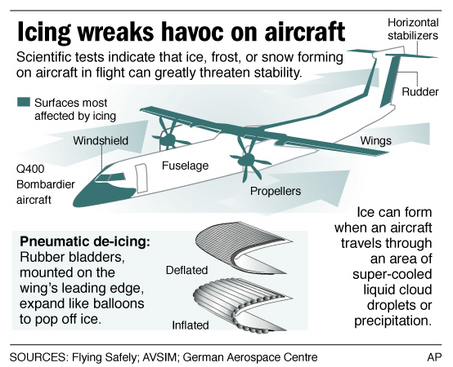 Icing wreaks havoc on aircraft
Scientific tests indicate that ice, frost, or snow forming
on aircraft in flight can greatly threaten stability.
Horizontal
stabilizers
Rudder
Surfaces most
affected by icing
Windshield
Wings
Q400
Bombardier
aircraft
Fuselage
Propellers
Pneumatic de-icing:
Rubber bladders,
mounted on the
wing's leading edge,
expand like balloons
to pop off ice.
Deflated
Inflated
Ice can form
when an aircraft
travels through
an area of
super-cooled
liquid cloud
droplets or
precipitation.
SOURCES: Flying Safely; AVSIM; German Aerospace Centre
AP